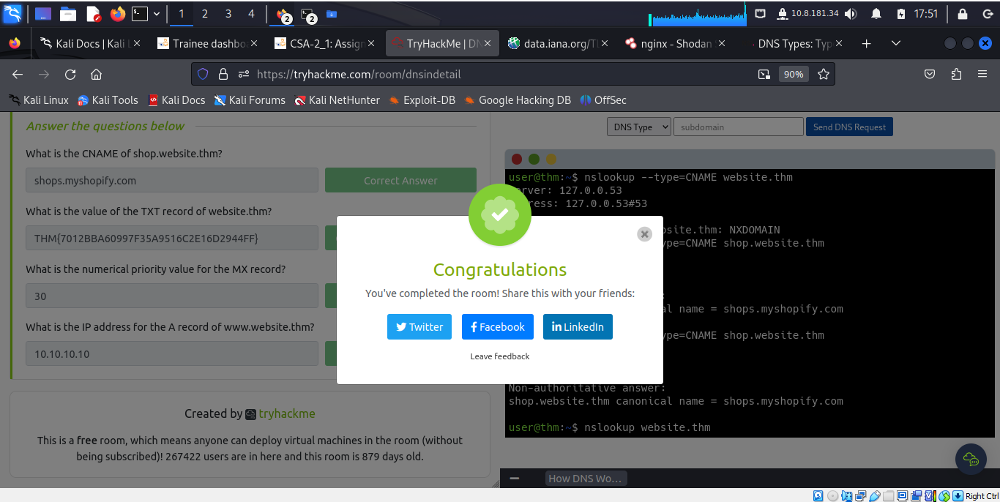 1 2 3 4 2 2 10.8.181.34 17:51
Kali Docs | Kali L Trainee dashbo CSA-2_1: Assign TryHackMe | DN data.iana.org/TL nginx - Shodan DNS Types: Typ
https://tryhackme.com/room/dnsindetail 90%
Kali Linux Kali Tools Kali Docs Kali Forums Kali NetHunter Exploit-DB Google Hacking DB OffSec
Answer the questions below
What is the CNAME of shop.website.thm?
shops.myshopify.com Correct Answer
What is the value of the TXT record of website.thm?
THM{7012BBA60997F35A9516C2E16D2944FF}
What is the numerical priority value for the MX record?
30
What is the IP address for the A record of www.website.thm?
10.10.10.10
Created by tryhackme
This is a free room, which means anyone can deploy virtual machines in the room (without
being subscribed)! 267422 users are in here and this room is 879 days old.
Congratulations
You've completed the room! Share this with your friends:
Twitter Facebook LinkedIn
Leave feedback
DNS Type subdomain Send DNS Request
user@thm:~$ nslookup --type=CNAME website.thm
erver: 127.0.0.53
ress: 127.0.0.53#53
site.thm: NXDOMAIN
pe=CNAME shop.website.thm
al name = shops.myshopify.com
pe=CNAME shop.website.thm
Non-authoritative answer:
shop.website.thm canonical name = shops.myshopify.com
user@thm:~$ nslookup website.thm
How DNS Wo...
Right Ctrl